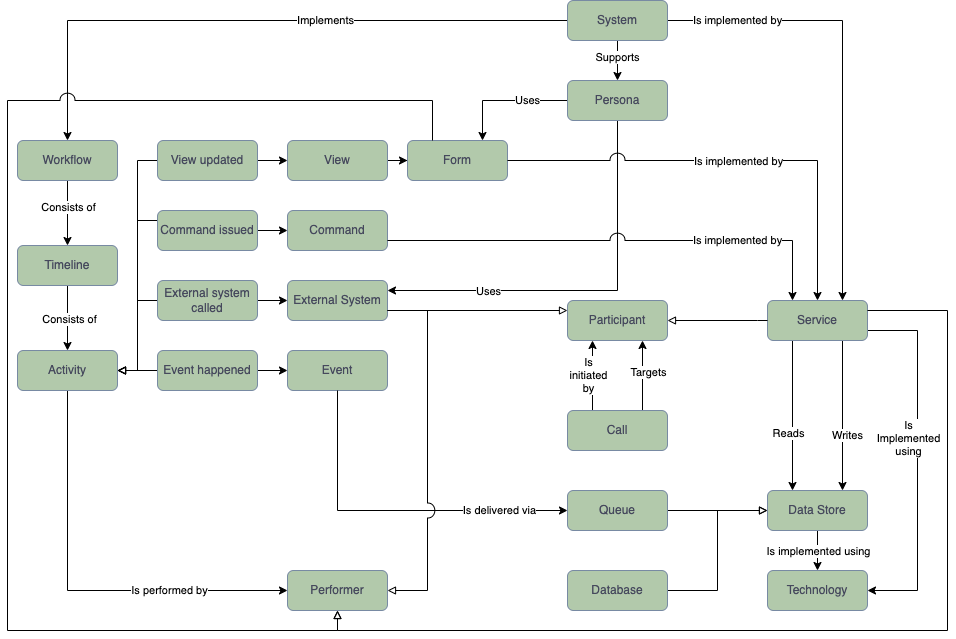 System
Implements
Is implemented by
Supports
Persona
Uses
Workflow
View updated
View
Form
Is implemented by
Consists of
Command issued
Command
Is implemented by
Timeline
External system
called
External System
Uses
Consists of
Participant
Service
Activity
Event happened
Event
Is
initiated
by
Targets
Call
Reads
Writes
Is
Implemented
using
Is delivered via
Queue
Data Store
Is implemented using
Is performed by
Performer
Database
Technology